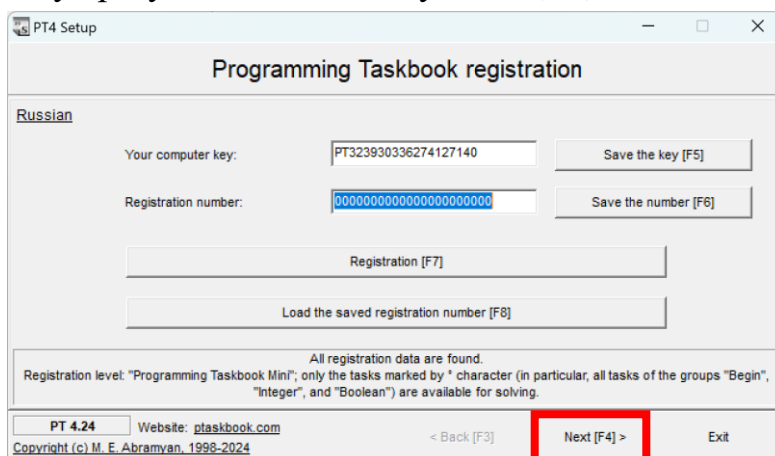 PT4 Setup
Programming Taskbook registration
Russian
Your computer key: PT323930336274127140 Save the key [F5]
Registration number: 00000000000000000000 Save the number [F6]
Registration [F7]
Load the saved registration number [F8]
All registration data are found.
Registration level: "Programming Taskbook Mini"; only the tasks marked by ° character (in particular, all tasks of the groups "Begin",
"Integer", and "Boolean") are available for solving.
PT 4.24 Website: ptaskbook.com
< Back [F3] Next [F4] > Exit
Copyright (c) M. E. Abramyan, 1998-2024